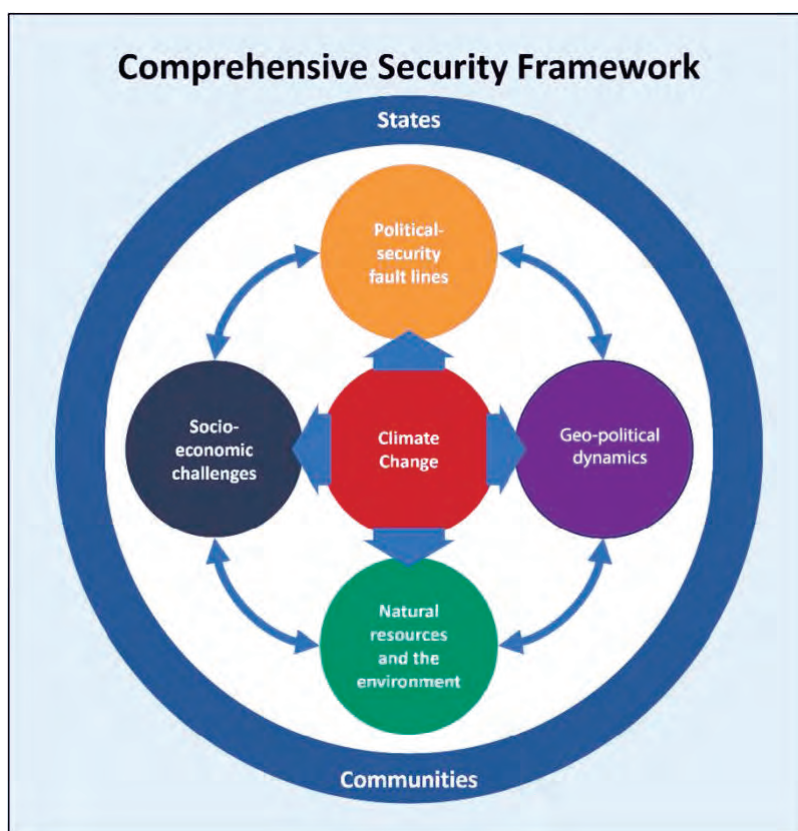 Comprehensive Security Framework
States
Political-
security
fault lines
Socio-
economic
challenges
Climate
Change
Geo-political
dynamics
Natural
resources
and the
environment
Communities